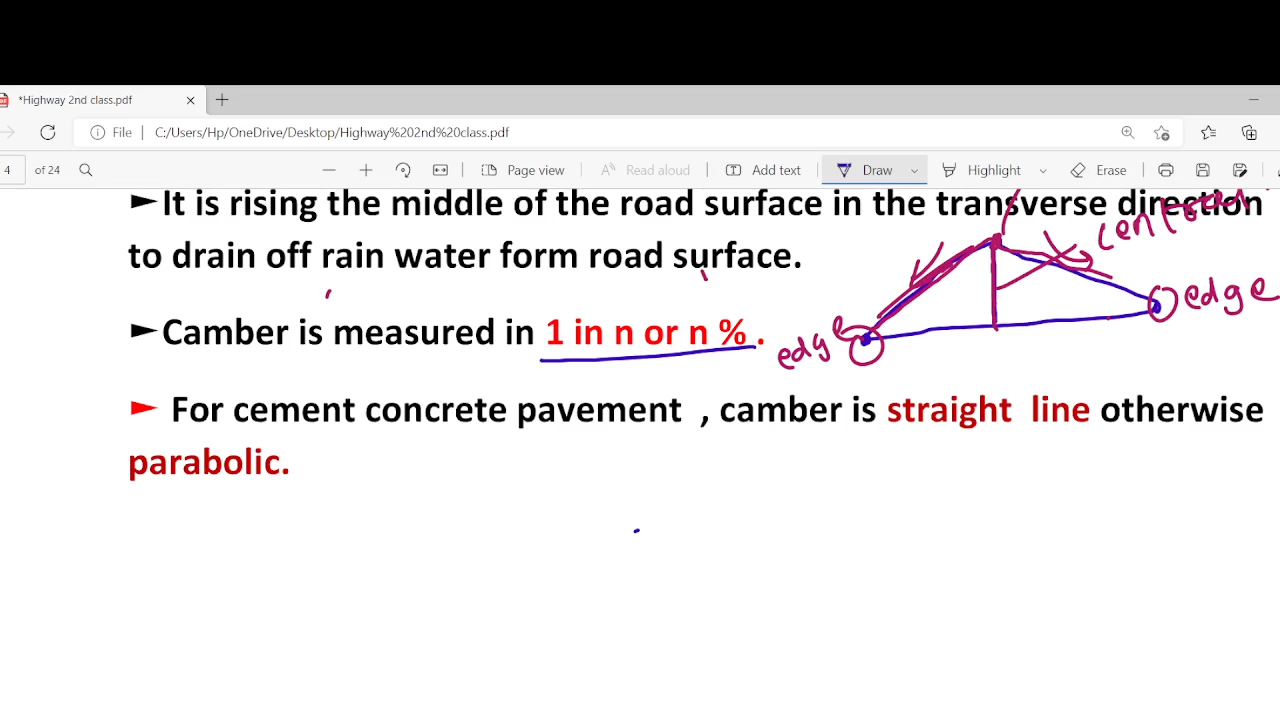 *Highway 2nd class.pdf
File C:/Users/Hp/OneDrive/Desktop/Highway%202nd%20class.pdf
4 of 24 Page view Read aloud Add text Draw Highlight Erase
►It is rising the middle of the road surface in the transverse direction
to drain off rain water form road surface.
edge
►Camber is measured in 1 in n or n % .
edge
► For cement concrete pavement , camber is straight line otherwise
parabolic.